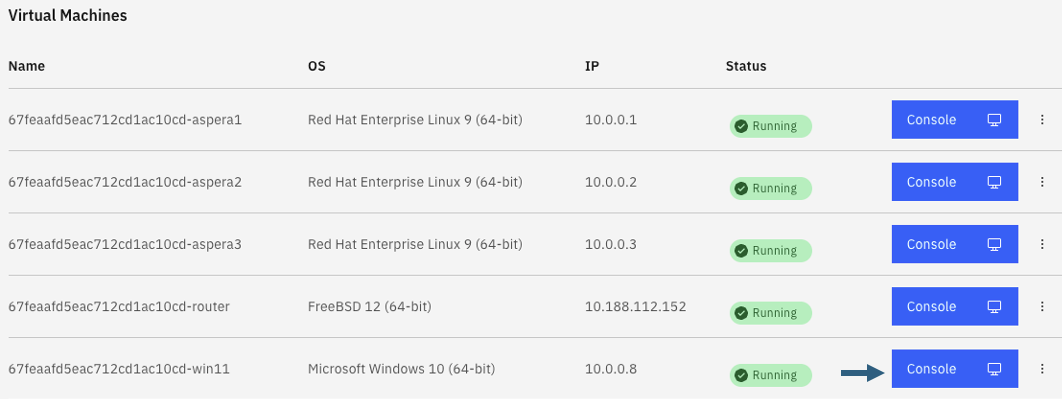 Virtual Machines
Name OS IP Status
67feaafd5eac712cd1ac10cd-aspera1 Red Hat Enterprise Linux 9 (64-bit) 10.0.0.1 Running Console
67feaafd5eac712cd1ac10cd-aspera2 Red Hat Enterprise Linux 9 (64-bit) 10.0.0.2 Running Console
67feaafd5eac712cd1ac10cd-aspera3 Red Hat Enterprise Linux 9 (64-bit) 10.0.0.3 Running Console
67feaafd5eac712cd1ac10cd-router FreeBSD 12 (64-bit) 10.188.112.152 Running Console
67feaafd5eac712cd1ac10cd-win11 Microsoft Windows 10 (64-bit) 10.0.0.8 Running Console